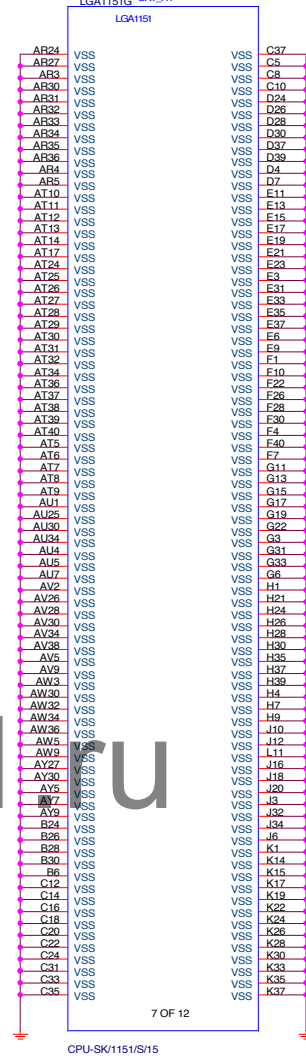 LGA1151G
LGA1151
AR24 VSS VSS C37
AR27 VSS VSS C5
AR3 VSS VSS C8
AR30 VSS VSS C10
AR31 VSS VSS D24
AR32 VSS VSS D26
AR33 VSS VSS D28
AR34 VSS VSS D30
AR35 VSS VSS D37
AR36 VSS VSS D39
AR4 VSS VSS D4
AR5 VSS VSS D7
AT10 VSS VSS E11
AT11 VSS VSS E13
AT12 VSS VSS E15
AT13 VSS VSS E17
AT14 VSS VSS E19
AT17 VSS VSS E21
AT24 VSS VSS E23
AT25 VSS VSS E3
AT26 VSS VSS E31
AT27 VSS VSS E33
AT28 VSS VSS E35
AT29 VSS VSS E37
AT30 VSS VSS E6
AT31 VSS VSS E9
AT32 VSS VSS F1
AT34 VSS VSS F10
AT36 VSS VSS F22
AT37 VSS VSS F26
AT38 VSS VSS F28
AT39 VSS VSS F30
AT40 VSS VSS F4
AT5 VSS VSS F40
AT6 VSS VSS F7
AT7 VSS VSS G11
AT8 VSS VSS G13
AT9 VSS VSS G15
AU1 VSS VSS G17
AU25 VSS VSS G19
AU30 VSS VSS G22
AU34 VSS VSS G3
AU4 VSS VSS G31
AU5 VSS VSS G33
AU7 VSS VSS G6
AV2 VSS VSS H1
AV26 VSS VSS H21
AV28 VSS VSS H24
AV30 VSS VSS H26
AV34 VSS VSS H28
AV38 VSS VSS H30
AV5 VSS VSS H35
AV9 VSS VSS H37
AW3 VSS VSS H39
AW30 VSS VSS H4
AW32 VSS VSS H7
AW34 VSS VSS H9
AW36 VSS VSS J10
AW5 VSS VSS J12
AW9 VSS VSS L11
AY27 VSS VSS J16
AY30 VSS VSS J18
AY5 VSS VSS J20
AY7 VSS VSS J3
AY9 VSS VSS J32
B24 VSS VSS J34
B26 VSS VSS J6
B28 VSS VSS K1
B30 VSS VSS K14
B6 VSS VSS K15
C12 VSS VSS K17
C14 VSS VSS K19
C16 VSS VSS K22
C18 VSS VSS K24
C20 VSS VSS K26
C22 VSS VSS K28
C24 VSS VSS K30
C31 VSS VSS K33
C33 VSS VSS K35
C35 VSS VSS K37
.ru
7 OF 12
CPU-SK/1151/S/15